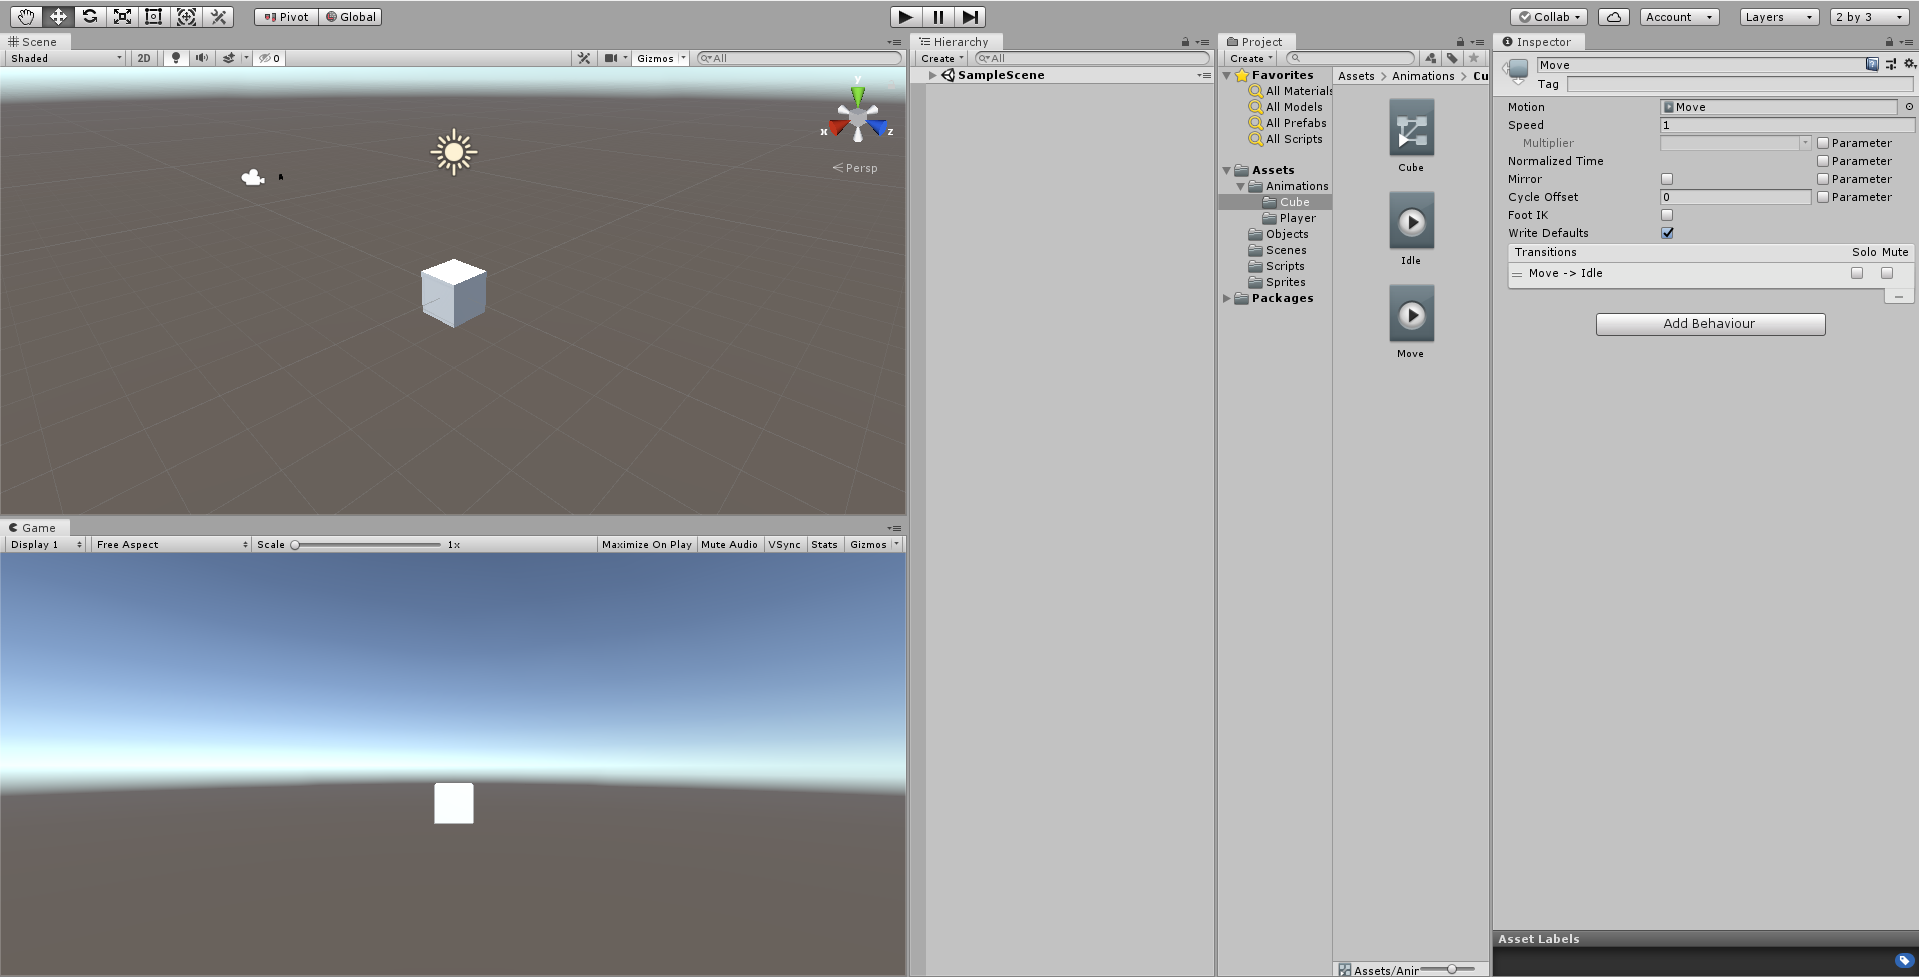 Pivot Global Collab Account Layers 2 by 3
Scene
Shaded 2D 0 Gizmos All
y
x z
Persp
Game
Display 1 Free Aspect Scale 1x Maximize On Play Mute Audio VSync Stats Gizmos
Hierarchy
Create All
SampleScene
Project
Create
Favorites
All Materials
All Models
All Prefabs
All Scripts
Assets
Animations
Cube
Player
Objects
Scenes
Scripts
Sprites
Packages
Assets > Animations > Cu
Cube
Idle
Move
Assets/Anir
Inspector
Move
Tag
Motion Move
Speed 1
Multiplier Parameter
Normalized Time Parameter
Mirror Parameter
Cycle Offset 0 Parameter
Foot IK
Write Defaults
Transitions Solo Mute
Move -> Idle
Add Behaviour
Asset Labels